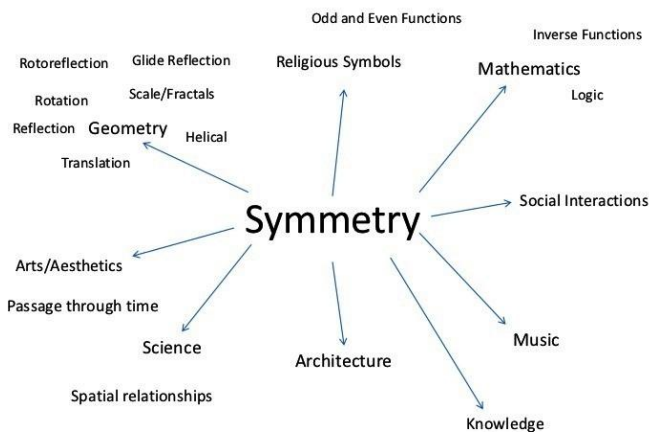 Odd and Even Functions
Inverse Functions
Rotoreflection
Glide Reflection
Religious Symbols
Mathematics
Rotation
Scale/Fractals
Logic
Reflection
Geometry
Helical
Translation
Symmetry
Social Interactions
Arts/Aesthetics
Passage through time
Science
Architecture
Music
Spatial relationships
Knowledge